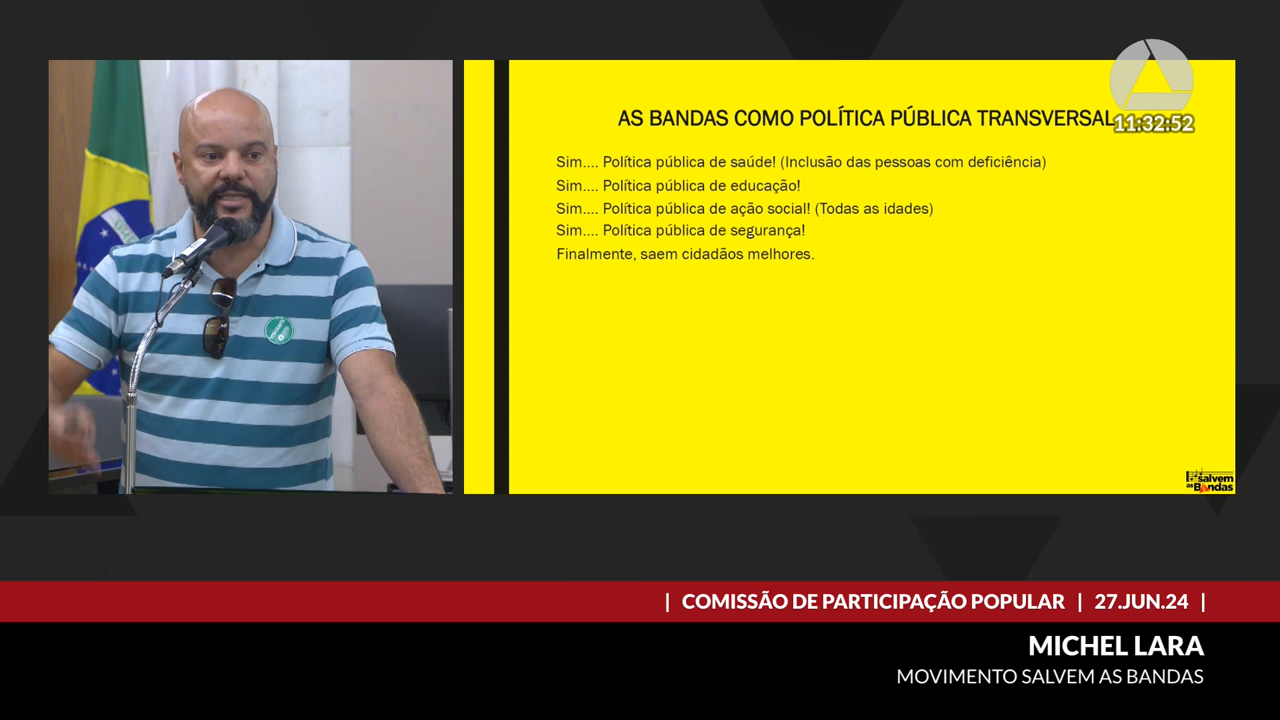 AS BANDAS COMO POLÍTICA PÚBLICA TRANSVERSAL
11:32:52
Sim.... Política pública de saúde! (Inclusão das pessoas com deficiência)
Sim.... Política pública de educação!
Sim.... Política pública de ação social! (Todas as idades)
Sim.... Política pública de segurança!
Finalmente, saem cidadãos melhores.
salvem
as Bandas
| COMISSÃO DE PARTICIPAÇÃO POPULAR | 27.JUN.24 |
MICHEL LARA
MOVIMENTO SALVEM AS BANDAS